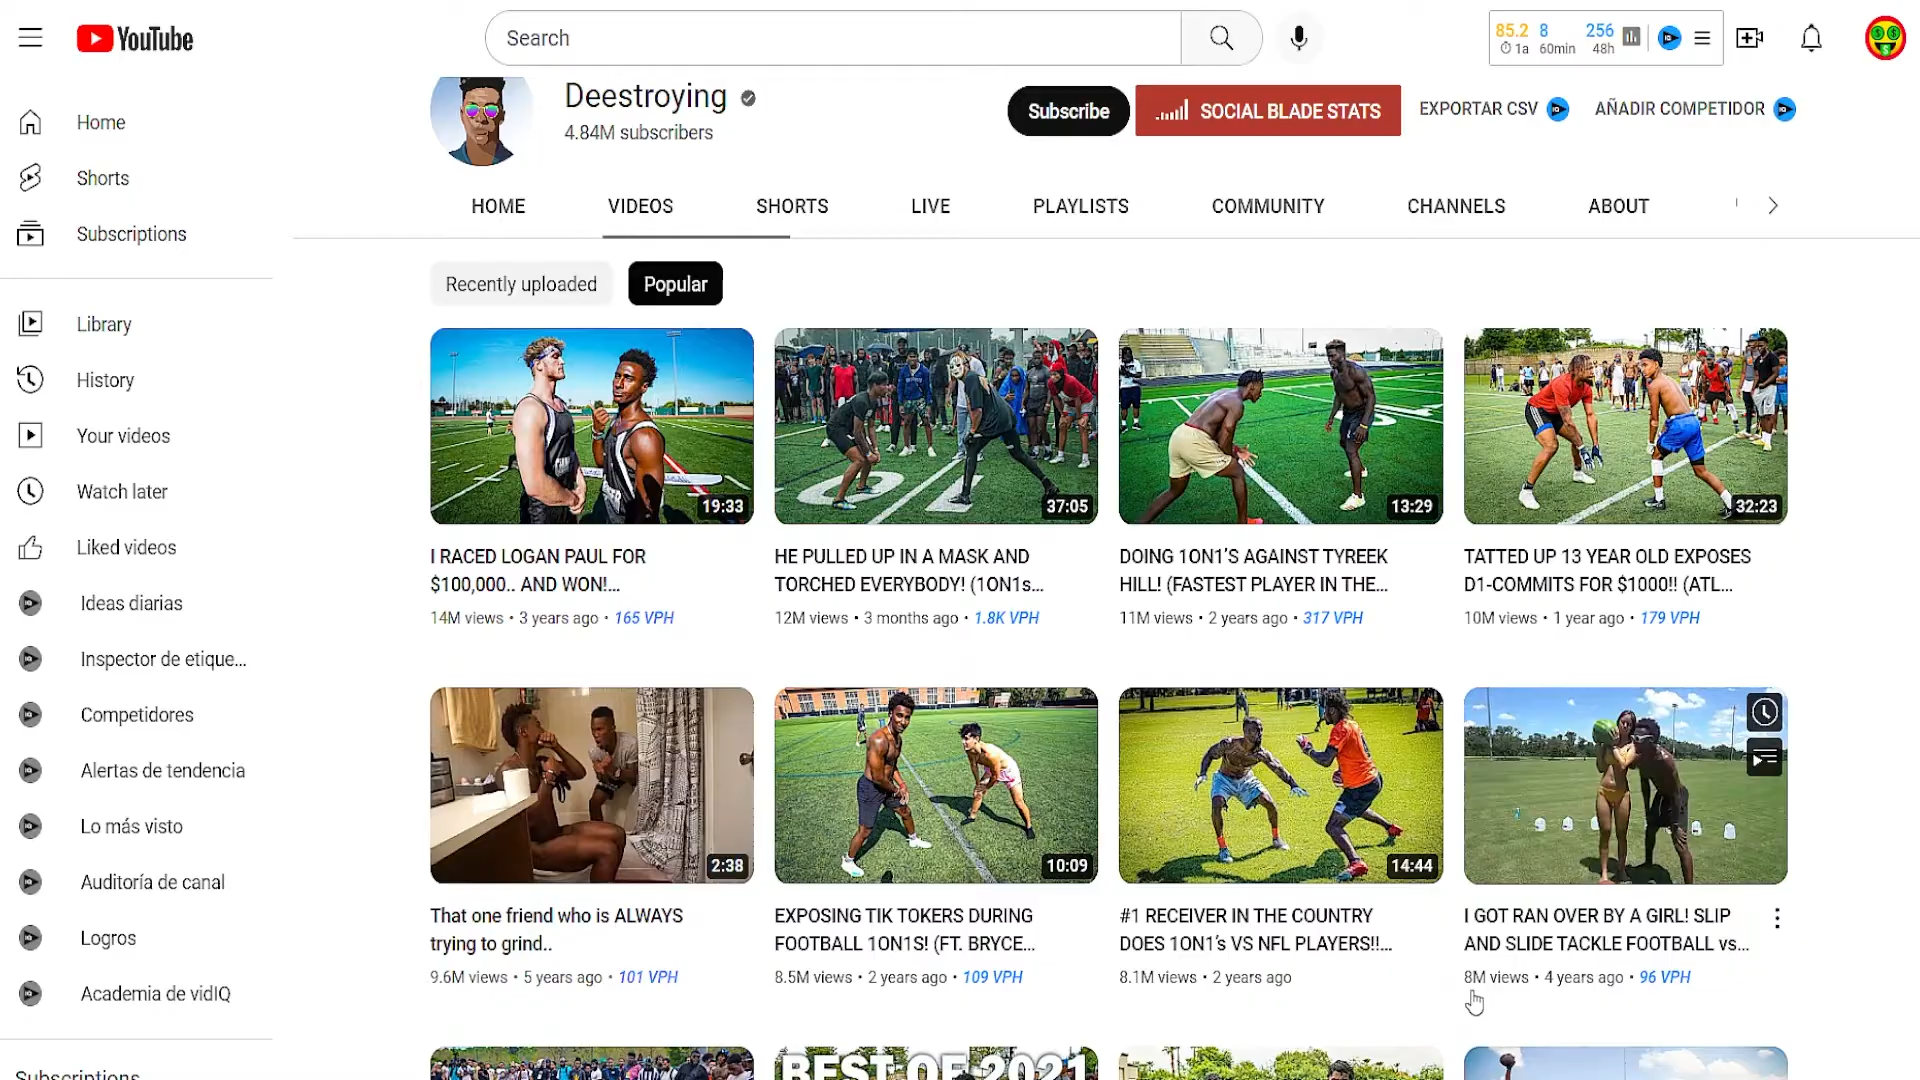 YouTube
Search
85.2 8 256
1a 60min 48h
Home
Shorts
Subscriptions
Library
History
Your videos
Watch later
Liked videos
Ideas diarias
Inspector de etique...
Competidores
Alertas de tendencia
Lo más visto
Auditoría de canal
Logros
Academia de vidIQ
Subscriptions
Deestroying
4.84M subscribers
Subscribe
SOCIAL BLADE STATS
EXPORTAR CSV
AÑADIR COMPETIDOR
HOME VIDEOS SHORTS LIVE PLAYLISTS COMMUNITY CHANNELS ABOUT
Recently uploaded Popular
19:33
I RACED LOGAN PAUL FOR
$100,000.. AND WON!...
14M views • 3 years ago • 165 VPH
37:05
HE PULLED UP IN A MASK AND
TORCHED EVERYBODY! (1ON1s...
12M views • 3 months ago • 1.8K VPH
13:29
DOING 1ON1’S AGAINST TYREEK
HILL! (FASTEST PLAYER IN THE...
11M views • 2 years ago • 317 VPH
32:23
TATTED UP 13 YEAR OLD EXPOSES
D1-COMMITS FOR $1000!! (ATL...
10M views • 1 year ago • 179 VPH
2:38
That one friend who is ALWAYS
trying to grind..
9.6M views • 5 years ago • 101 VPH
10:09
EXPOSING TIK TOKERS DURING
FOOTBALL 1ON1S! (FT. BRYCE...
8.5M views • 2 years ago • 109 VPH
14:44
#1 RECEIVER IN THE COUNTRY
DOES 1ON1’s VS NFL PLAYERS!!...
8.1M views • 2 years ago
I GOT RAN OVER BY A GIRL! SLIP
AND SLIDE TACKLE FOOTBALL vs...
8M views • 4 years ago • 96 VPH
BEST OF 2021